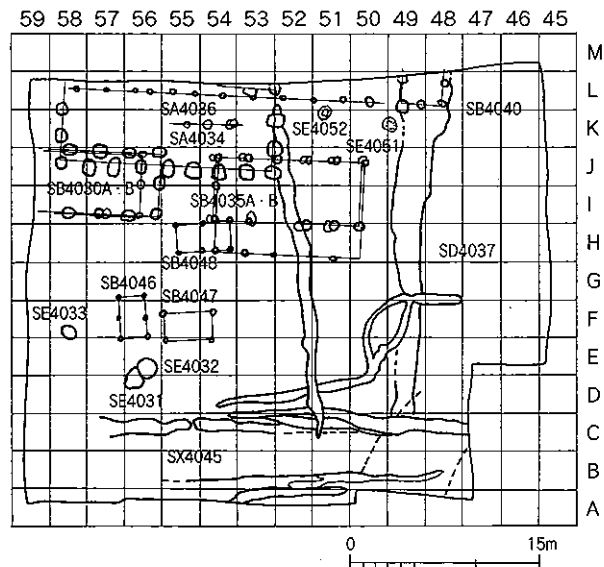 59 58 57 56 55 54 53 52 51 50 49 48 47 46 45
M
L
SA4036
SE4052
SB4040
K
SA4034
SE4051
J
SB4030A・B
SB4035A・B
I
H
SB4048
SD4037
G
SB4046
SB4047
SE4033
F
SE4032
E
SE4031
D
C
SX4045
B
A
0 15m